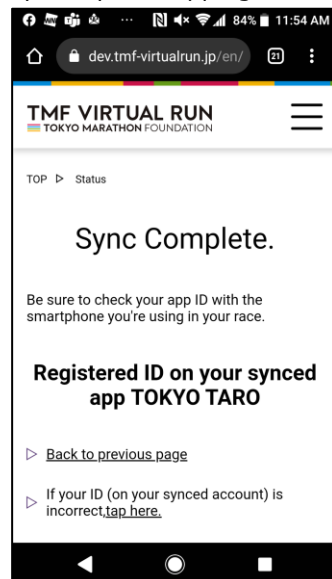 84% 11:54 AM
dev.tmf-virtualrun.jp/en/ 21
TMF VIRTUAL RUN
TOKYO MARATHON FOUNDATION
TOP ▷ Status
Sync Complete.
Be sure to check your app ID with the
smartphone you're using in your race.
Registered ID on your synced
app TOKYO TARO
▷ Back to previous page
▷ If your ID (on your synced account) is
incorrect,tap here.